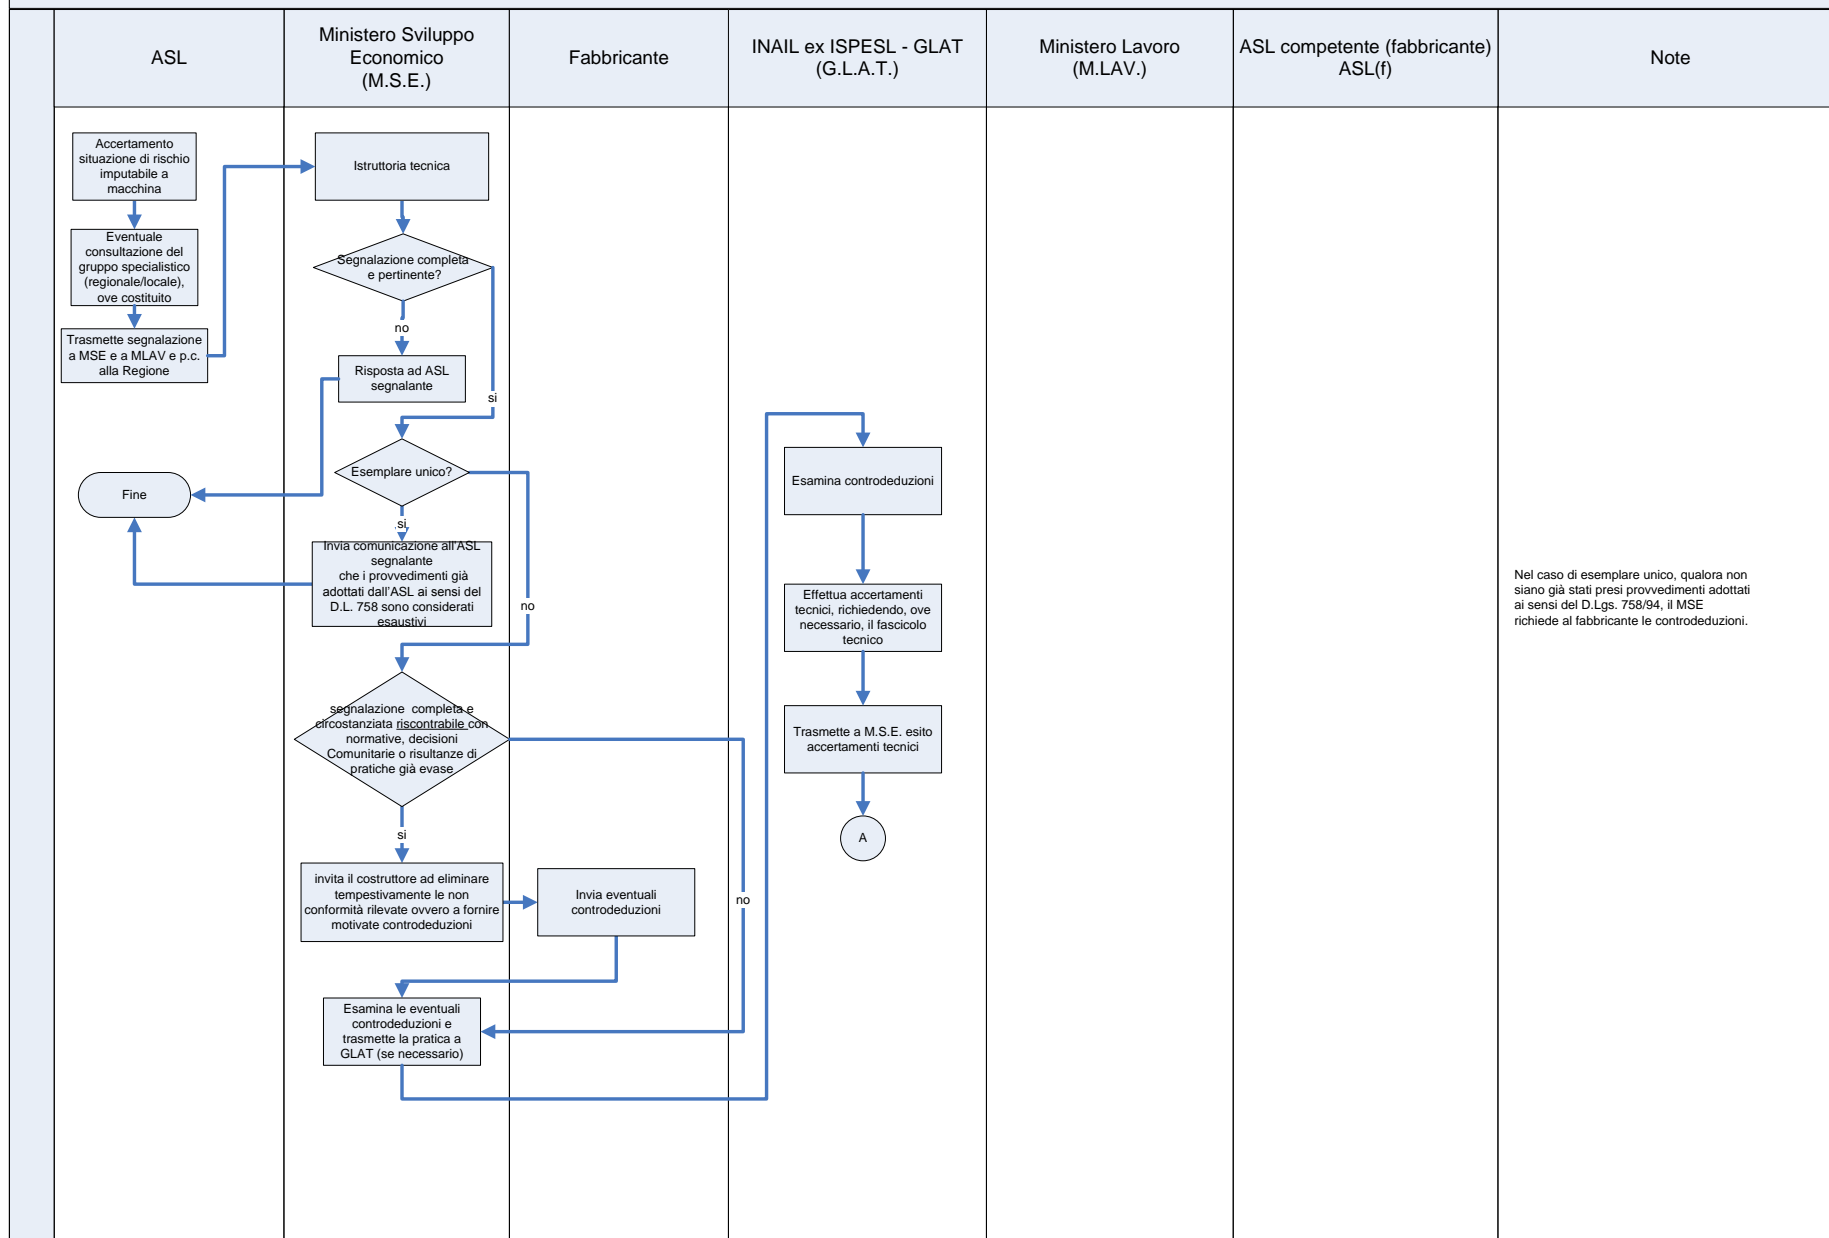 ASL
Ministero Sviluppo
Economico
(M.S.E.)
Fabbricante
INAIL ex ISPESL - GLAT
(G.L.A.T.)
Ministero Lavoro
(M.LAV.)
ASL competente (fabbricante)
ASL(f)
Note
Accertamento
situazione di rischio
imputabile a
macchina
Eventuale
consultazione del
gruppo specialistico
(regionale/locale),
ove costituito
Trasmette segnalazione
a MSE e a MLAV e p.c.
alla Regione
Fine
Istruttoria tecnica
Segnalazione completa
e pertinente?
no
si
Risposta ad ASL
segnalante
Esemplare unico?
si
no
Invia comunicazione all'ASL
segnalante
che i provvedimenti già
adottati dall'ASL ai sensi del
D.L. 758 sono considerati
esaustivi
segnalazione completa e
circostanziata riscontrabile con
normative, decisioni
Comunitarie o risultanze di
pratiche già evase
si
no
invita il costruttore ad eliminare
tempestivamente le non
conformità rilevate ovvero a fornire
motivate controdeduzioni
Invia eventuali
controdeduzioni
Esamina le eventuali
controdeduzioni e
trasmette la pratica a
GLAT (se necessario)
Esamina controdeduzioni
Effettua accertamenti
tecnici, richiedendo, ove
necessario, il fascicolo
tecnico
Trasmette a M.S.E. esito
accertamenti tecnici
A
Nel caso di esemplare unico, qualora non
siano già stati presi provvedimenti adottati
ai sensi del D.Lgs. 758/94, il MSE
richiede al fabbricante le controdeduzioni.